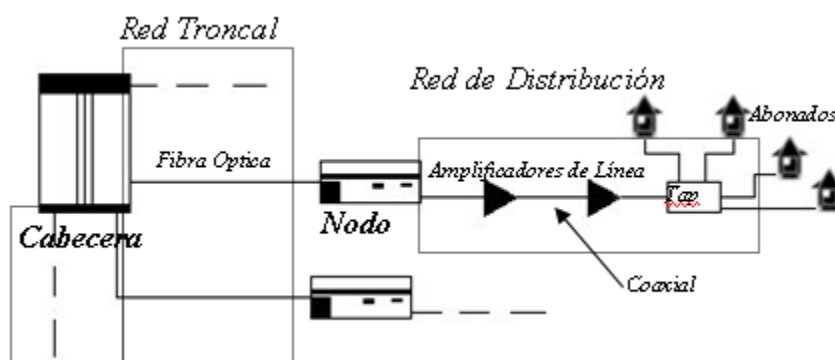 Red Troncal
Red de Distribución
Abonados
Fibra Optica
Amplificadores de Línea
Tap
Cabecera
Nodo
Coaxial